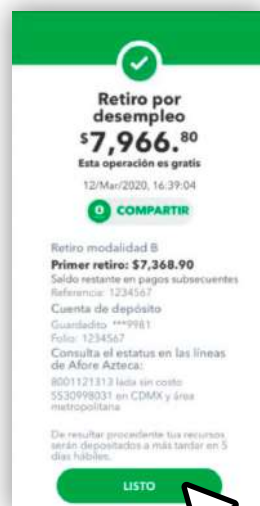 Retiro por
desempleo
$7,966.80
Esta operación es gratis
12/Mar/2020, 16:39:04
COMPARTIR
Retiro modalidad B
Primer retiro: $7,368.90
Saldo restante en pagos subsecuentes
Referencia: 1234567
Cuenta de depósito
Guardadito ***9981
Folio: 1234567
Consulta el estatus en las líneas
de Afore Azteca:
8001121313 lada sin costo
5530998031 en CDMX y área
metropolitana
De resultar procedente tus recursos
serán depositados a más tardar en 5
días hábiles.
LISTO